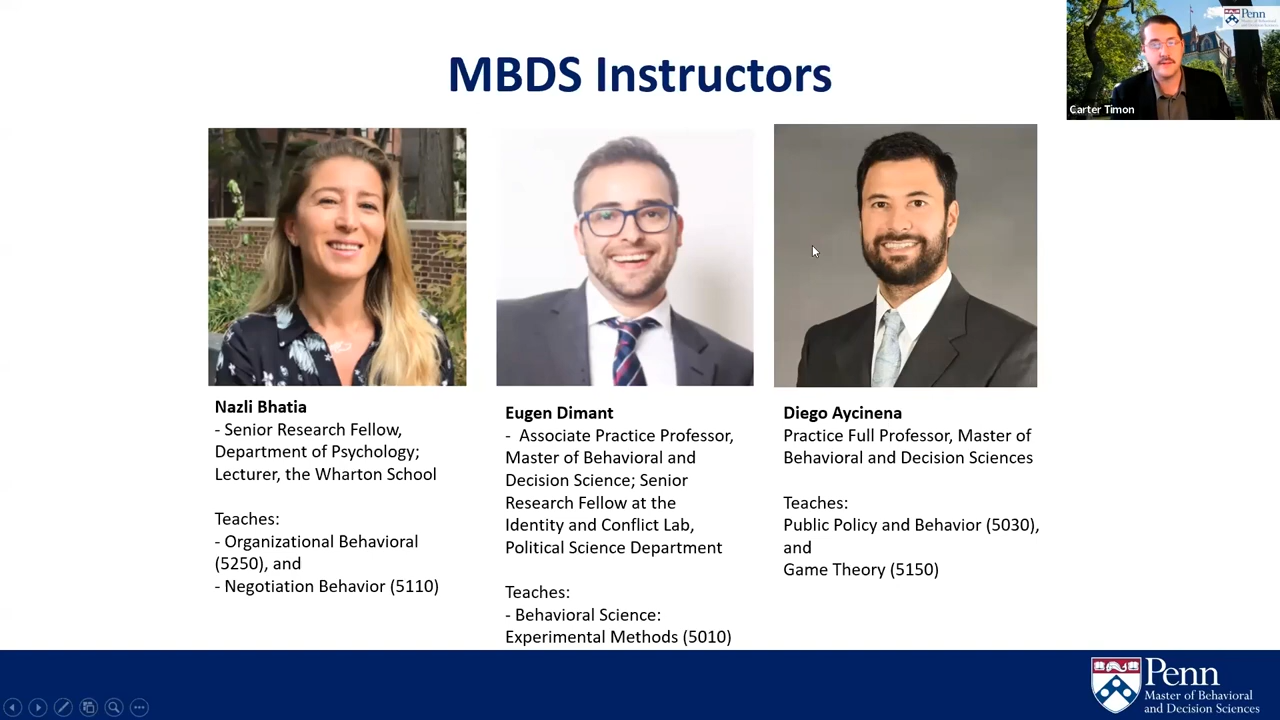 MBDS Instructors
Penn
Carter Timon
Nazli Bhatia
- Senior Research Fellow,
Department of Psychology;
Lecturer, the Wharton School
Teaches:
- Organizational Behavioral
(5250), and
- Negotiation Behavior (5110)
Eugen Dimant
- Associate Practice Professor,
Master of Behavioral and
Decision Science; Senior
Research Fellow at the
Identity and Conflict Lab,
Political Science Department
Teaches:
- Behavioral Science:
Experimental Methods (5010)
Diego Aycinena
Practice Full Professor, Master of
Behavioral and Decision Sciences
Teaches:
Public Policy and Behavior (5030),
and
Game Theory (5150)
Penn
Master of Behavioral
and Decision Sciences